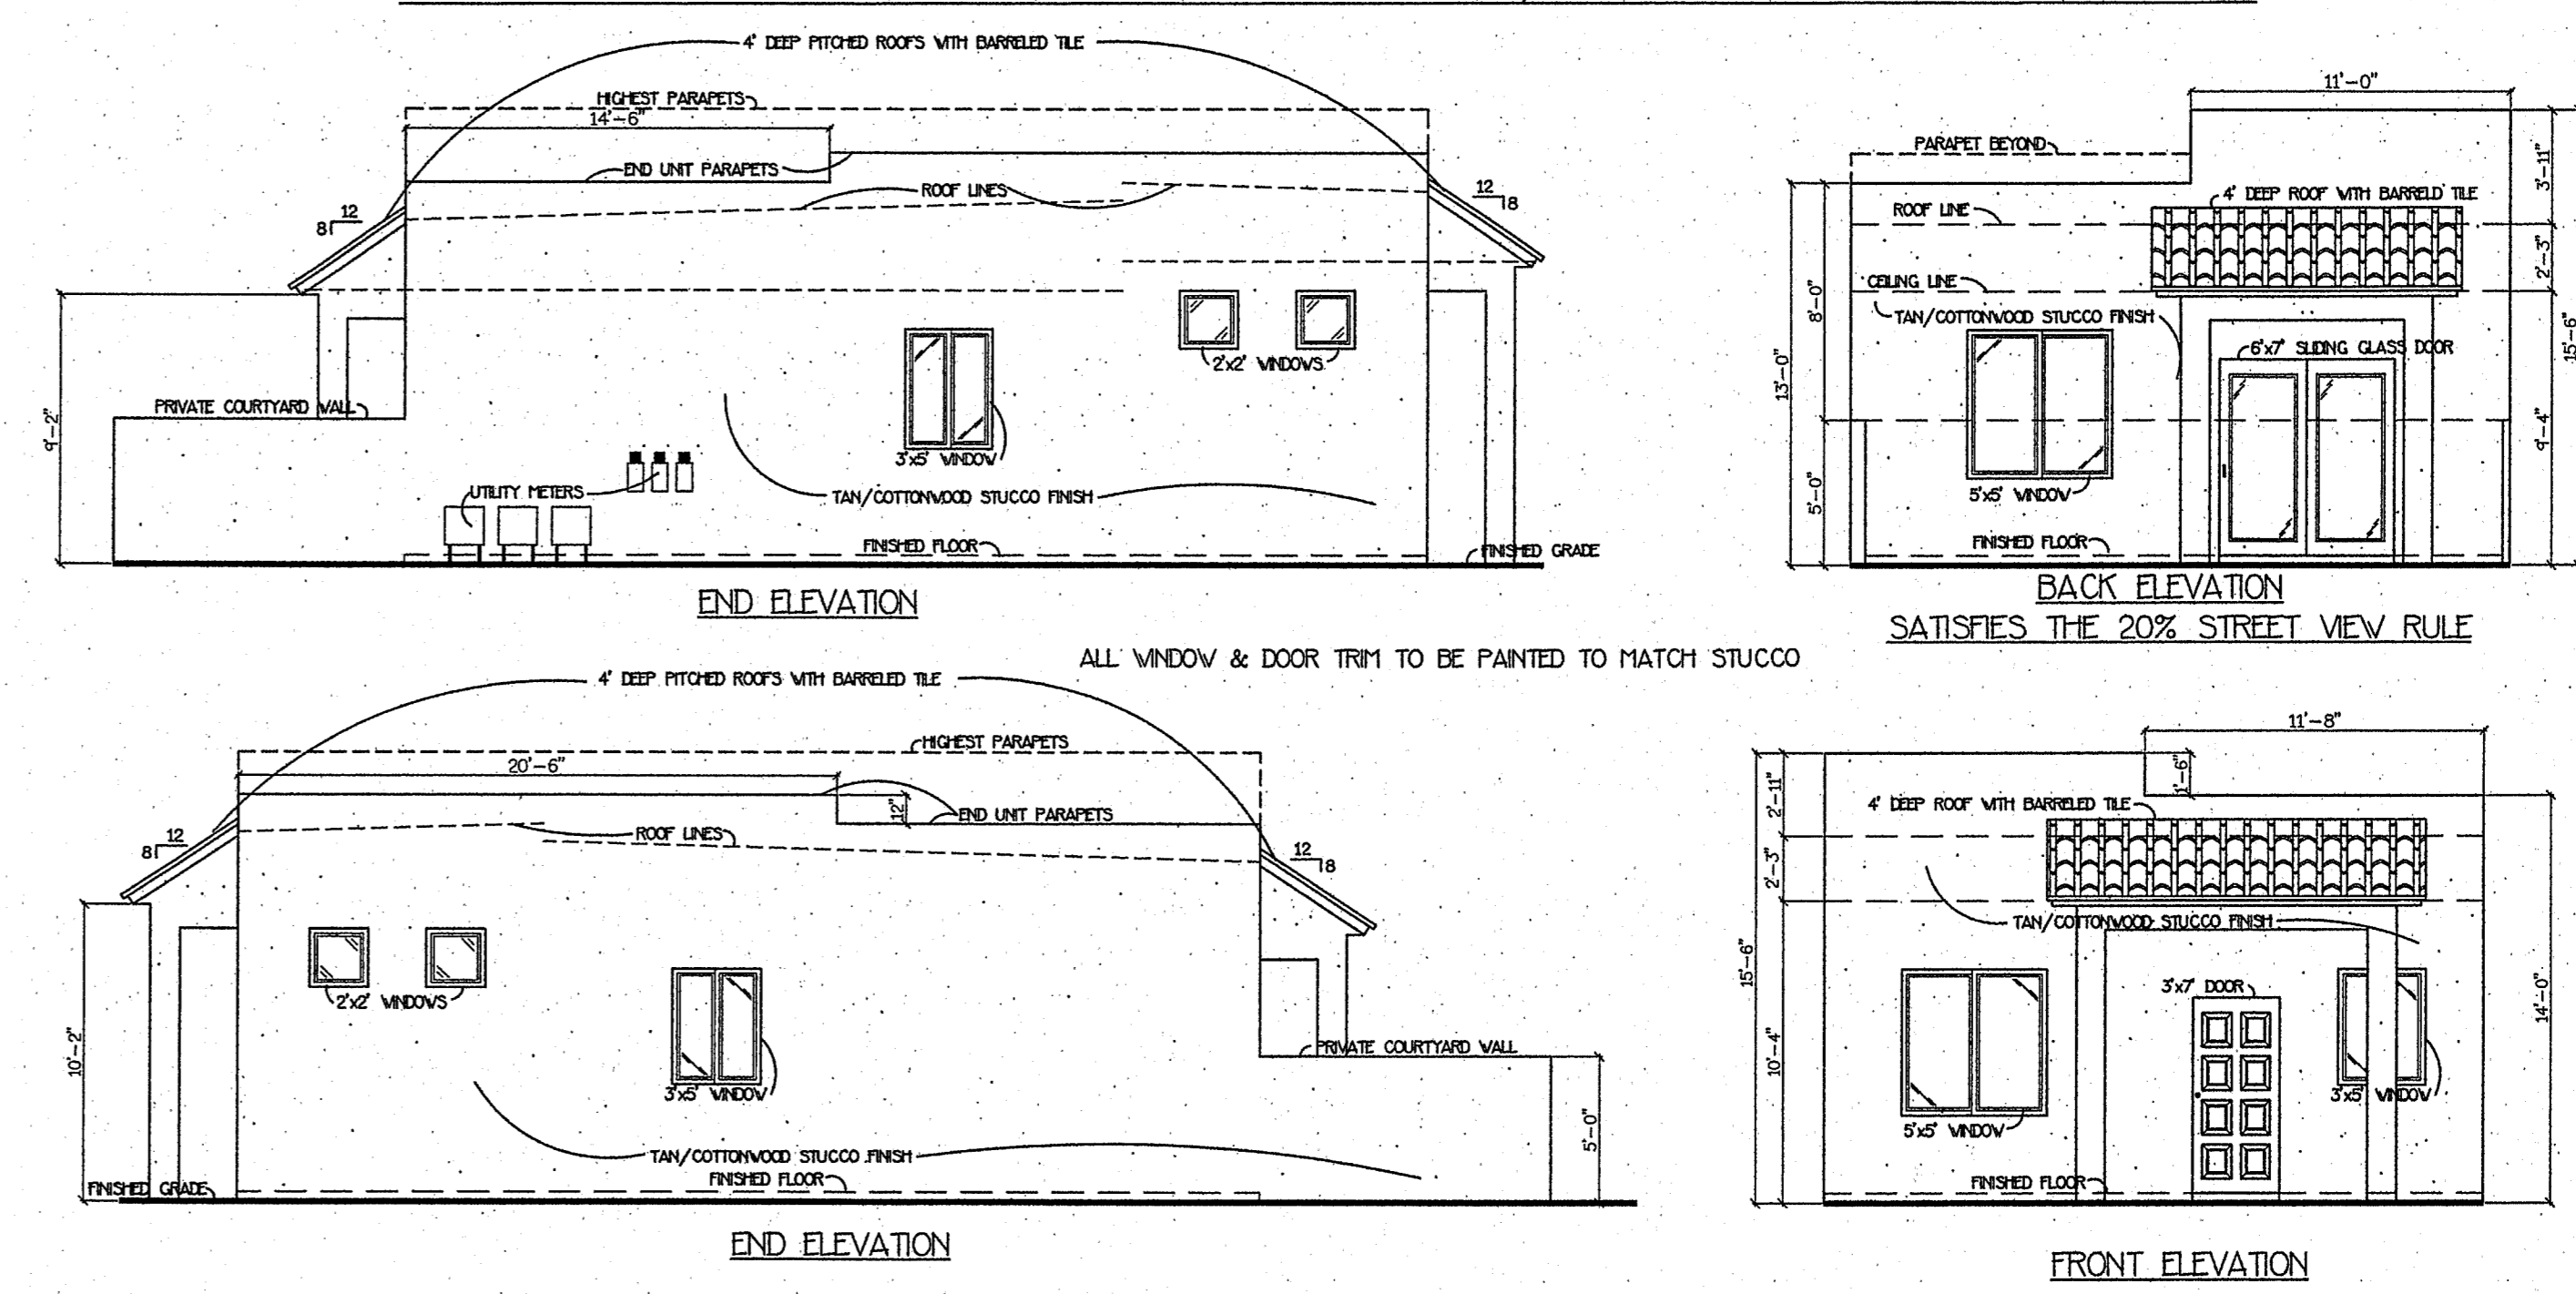 4' DEEP PITCHED ROOFS WITH BARRELED TILE
HIGHEST PARAPETS
14'-6"
END UNIT PARAPETS
ROOF LINES
12
8
12
8
9'-2"
PRIVATE COURTYARD WALL
2'x2' WINDOWS
3'x5' WINDOW
UTILITY METERS
TAN/COTTONWOOD STUCCO FINISH
FINISHED FLOOR
FINISHED GRADE
END ELEVATION
11'-0"
PARAPET BEYOND
4' DEEP ROOF WITH BARRELD TILE
ROOF LINE
CEILING LINE
TAN/COTTONWOOD STUCCO FINISH
6'x7' SLIDING GLASS DOOR
5'x5' WINDOW
FINISHED FLOOR
13'-0"
8'-0"
5'-0"
3'-11"
2'-3"
9'-4"
15'-6"
BACK ELEVATION
SATISFIES THE 20% STREET VIEW RULE
ALL WINDOW & DOOR TRIM TO BE PAINTED TO MATCH STUCCO
4' DEEP PITCHED ROOFS WITH BARRELED TILE
HIGHEST PARAPETS
20'-6"
12"
END UNIT PARAPETS
ROOF LINES
12
8
12
8
2'x2' WINDOWS
3'x5' WINDOW
10'-2"
PRIVATE COURTYARD WALL
5'-0"
TAN/COTTONWOOD STUCCO FINISH
FINISHED FLOOR
FINISHED GRADE
END ELEVATION
11'-8"
1'-6"
4' DEEP ROOF WITH BARRELED TILE
2'-11"
2'-3"
TAN/COTTONWOOD STUCCO FINISH
15'-6"
10'-4"
14'-0"
3'x7' DOOR
3'x5' WINDOW
5'x5' WINDOW
FINISHED FLOOR
FRONT ELEVATION